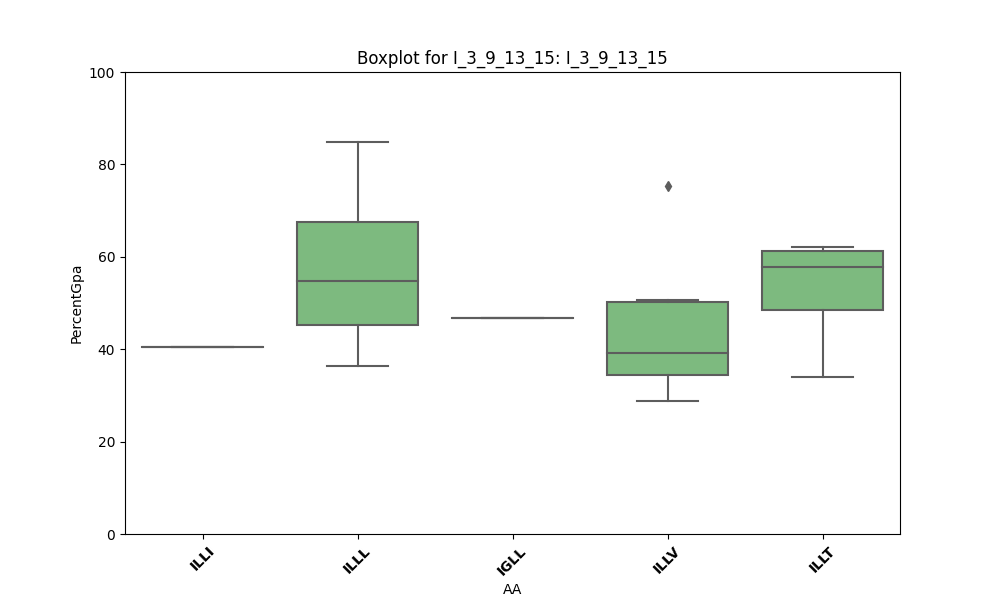 Boxplot for I_3_9_13_15: I_3_9_13_15
100
80
60
40
20
0
PercentGpa
ILLI
ILLL
IGLL
ILLV
ILLT
AA